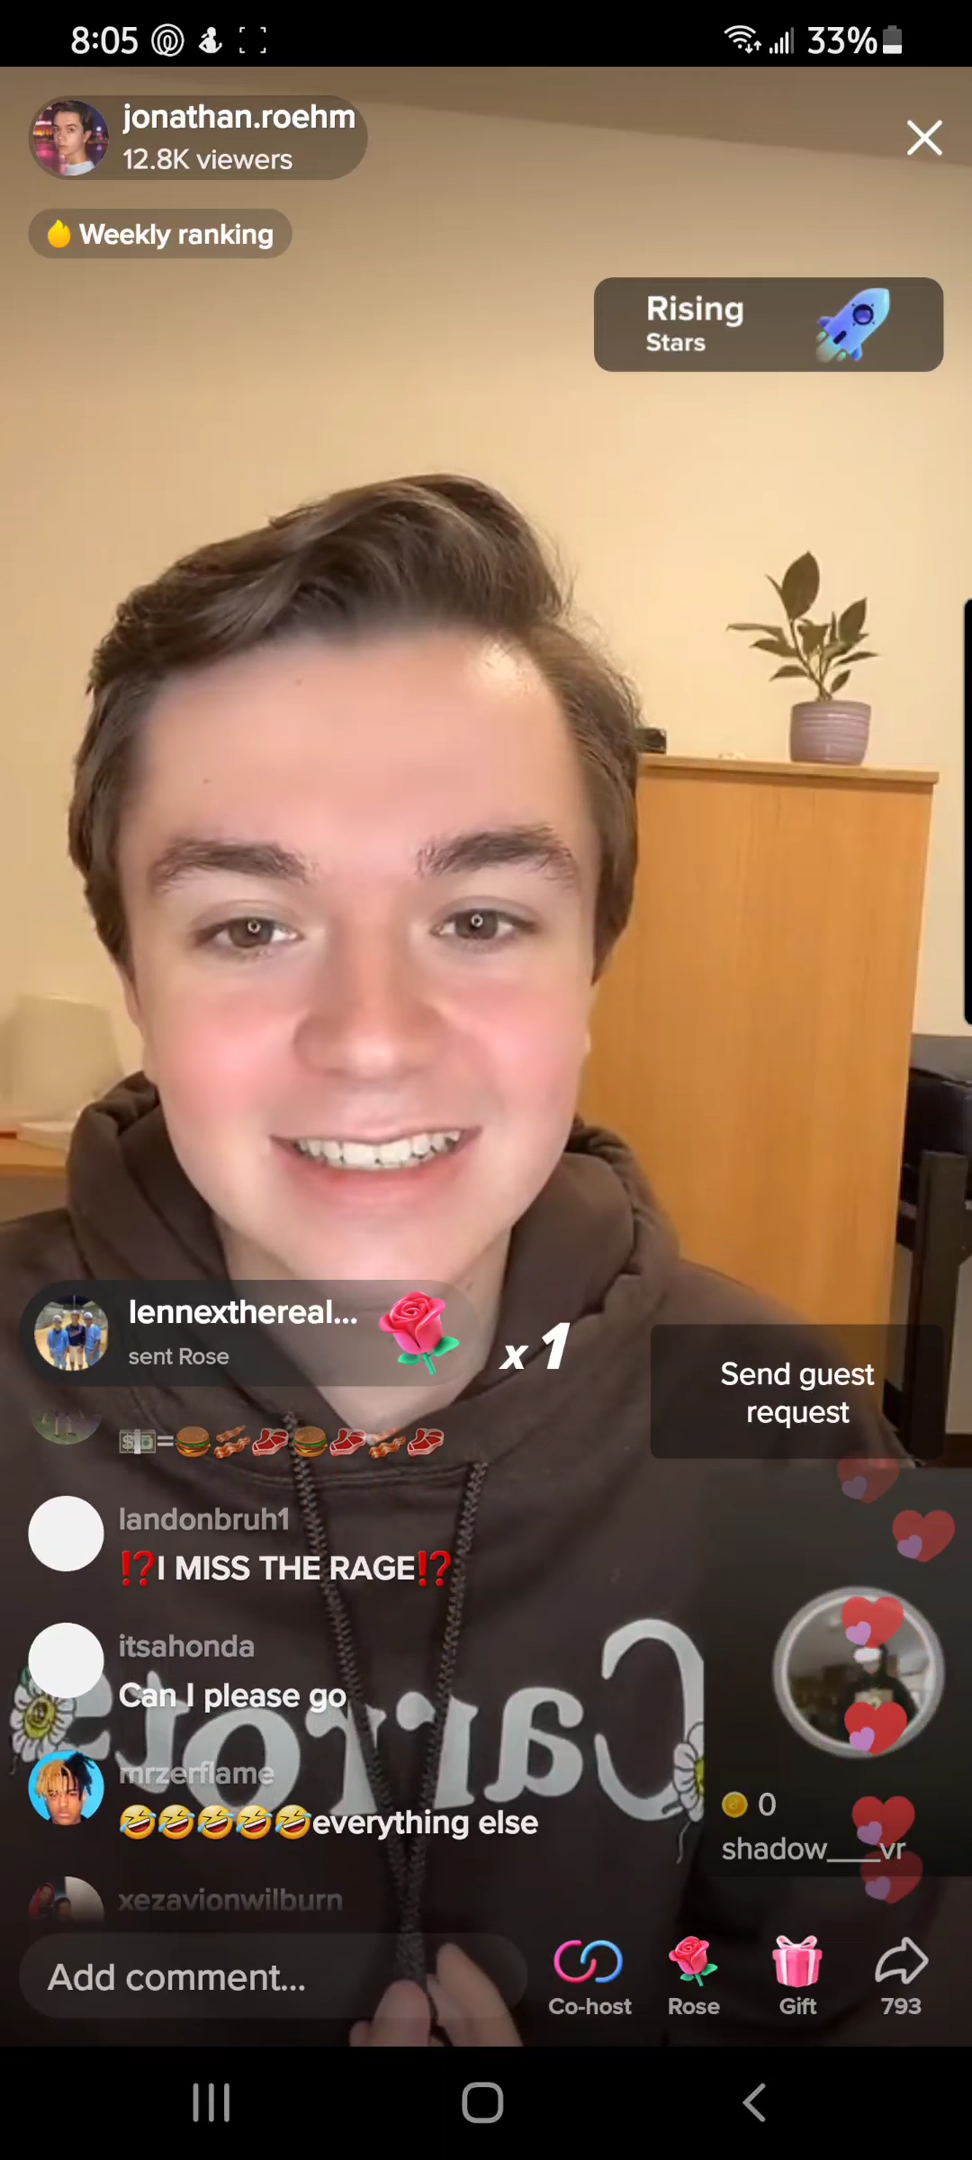 8:05
33%
jonathan.roehm
12.8K viewers
Weekly ranking
Rising
Stars
lennexthereal...
sent Rose
x 1
Send guest
request
💵=🍔🥓🥩🍔🥩🥓🥩
landonbruh1
⁉️I MISS THE RAGE⁉️
itsahonda
Can I please go
Carrots
mrzerflame
🤣🤣🤣🤣🤣everything else
0
shadow____vr
xezavionwilburn
Add comment...
Co-host
Rose
Gift
793